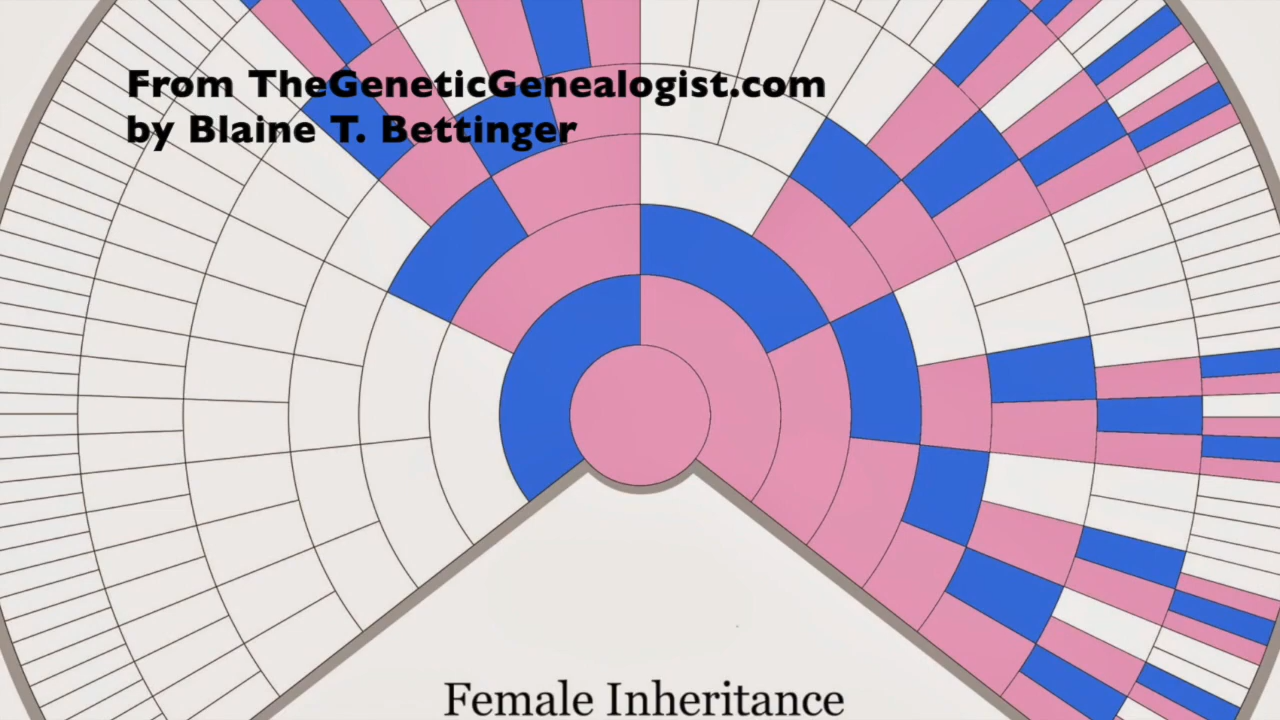 From TheGeneticGenealogist.com
by Blaine T. Bettinger
Female Inheritance